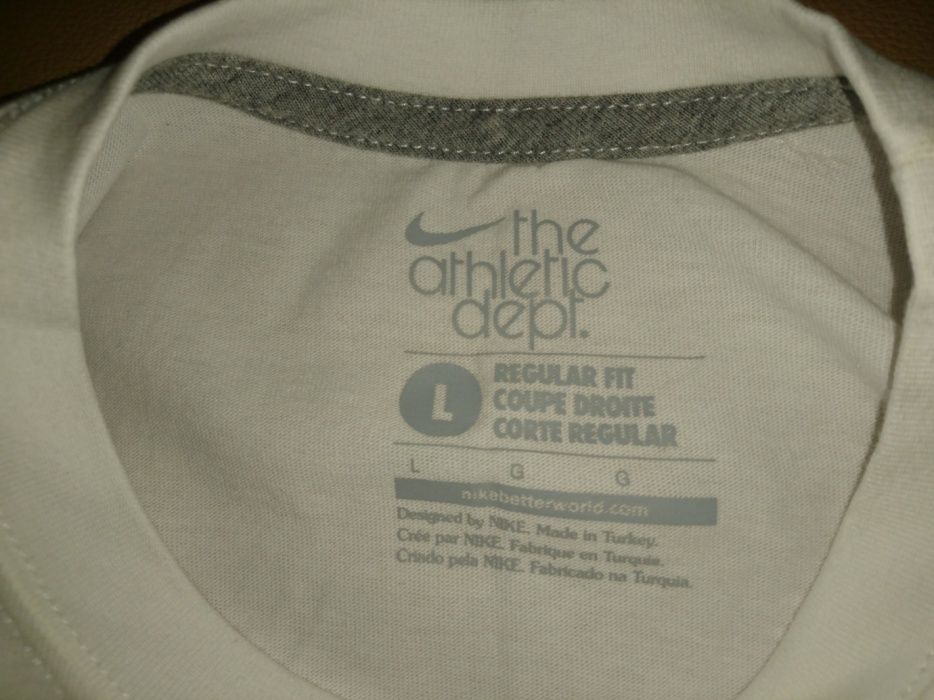 the
athletic
dept.
L
REGULAR FIT
COUPE DROITE
CORTE REGULAR
L G G
nikebetterworld.com
Designed by NIKE. Made in Turkey.
Créé par NIKE. Fabrique en Turquie.
Criado pela NIKE. Fabricado na Turquia.